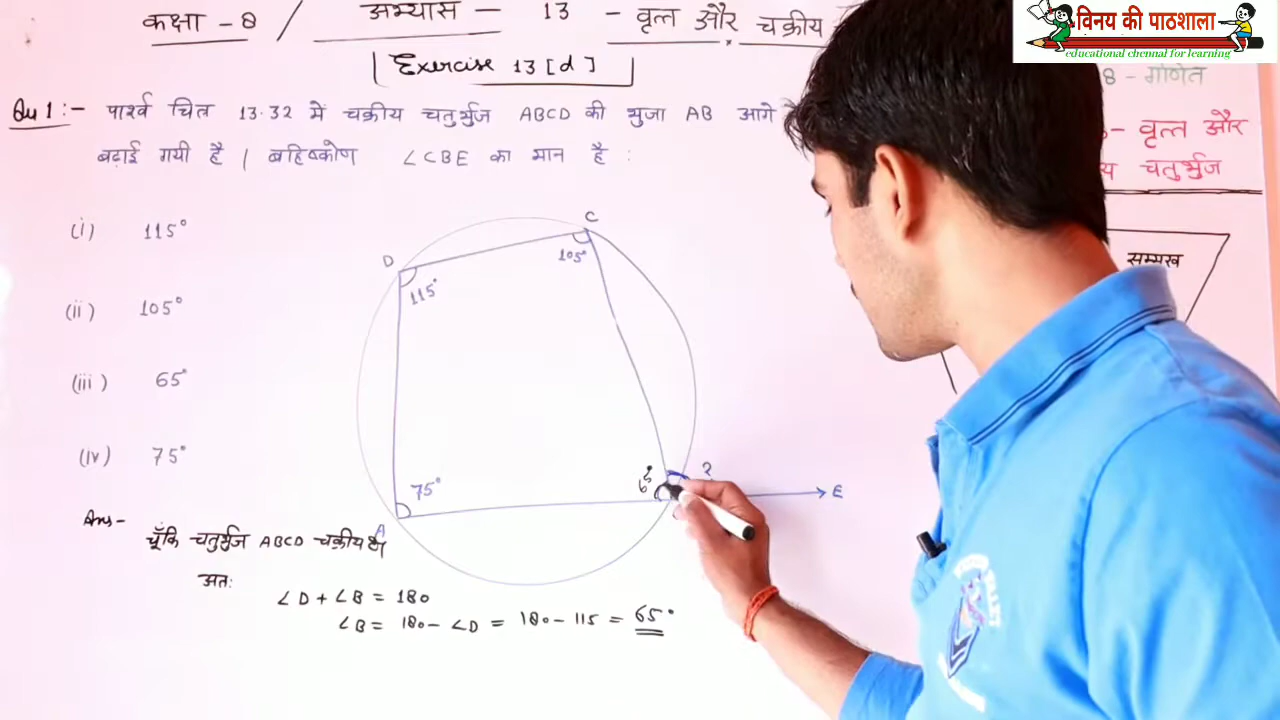 कक्षा - 8 / अभ्यास - 13 - वृत्त और चक्रीय
Exercise 13 [d]
Qu 1:- पार्श्व चित्र 13.32 में चक्रीय चतुर्भुज ABCD की भुजा AB आगे
बढ़ाई गयी है | बहिष्कोण ∠CBE का मान है :
(i) 115°
(ii) 105°
(iii) 65°
(iv) 75°
D
C
115°
105°
75°
A
65
?
E
Ans-
चूँकि चतुर्भुज ABCD चक्रीय है
अतः
∠D + ∠B = 180
∠B = 180 - ∠D = 180 - 115 = 65°
विनय की पाठशाला
educational chennal for learning
8 - गणित
- वृत्त और
चतुर्भुज
सम्मुख